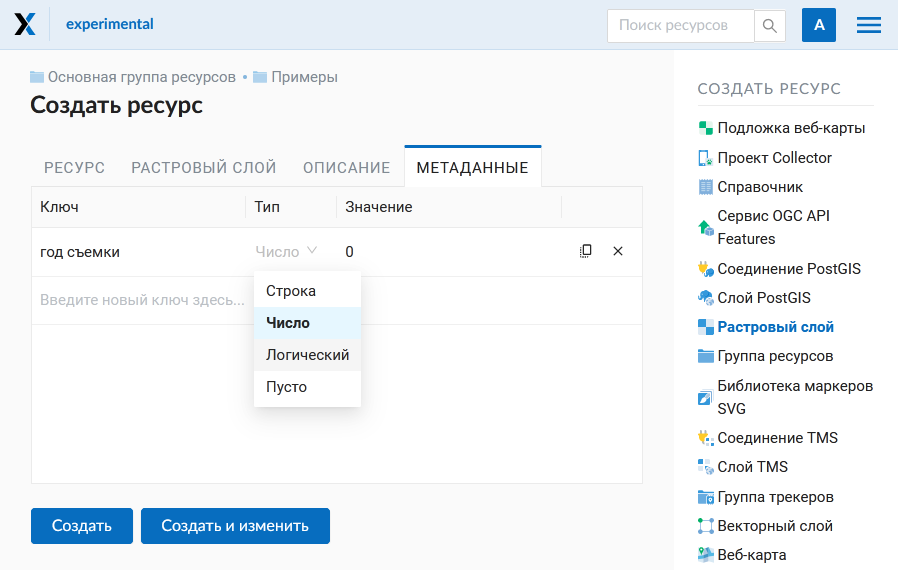 experimental
Поиск ресурсов
A
Основная группа ресурсов • Примеры
Создать ресурс
РЕСУРС РАСТРОВЫЙ СЛОЙ ОПИСАНИЕ МЕТАДАННЫЕ
Ключ Тип Значение
год съемки Число 0
Введите новый ключ здесь...
Строка
Число
Логический
Пусто
Создать Создать и изменить
СОЗДАТЬ РЕСУРС
Подложка веб-карты
Проект Collector
Справочник
Сервис OGC API
Features
Соединение PostGIS
Слой PostGIS
Растровый слой
Группа ресурсов
Библиотека маркеров
SVG
Соединение TMS
Слой TMS
Группа трекеров
Векторный слой
Веб-карта